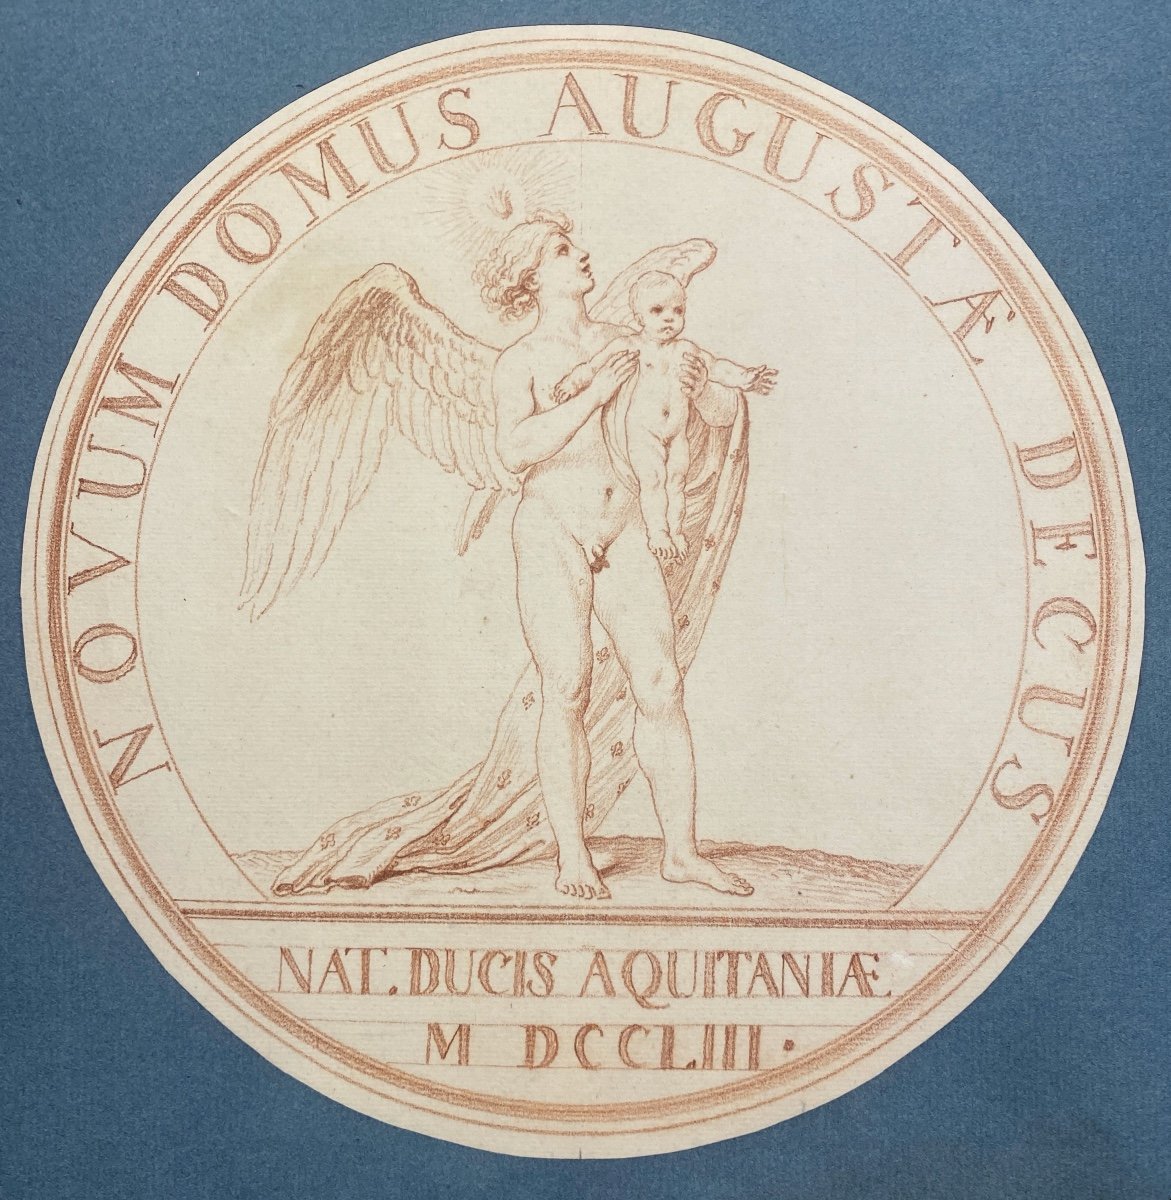 NOVUM DOMUS AUGUSTÆ DECUS
NAT. DUCIS AQUITANIÆ
M DCCLIII.